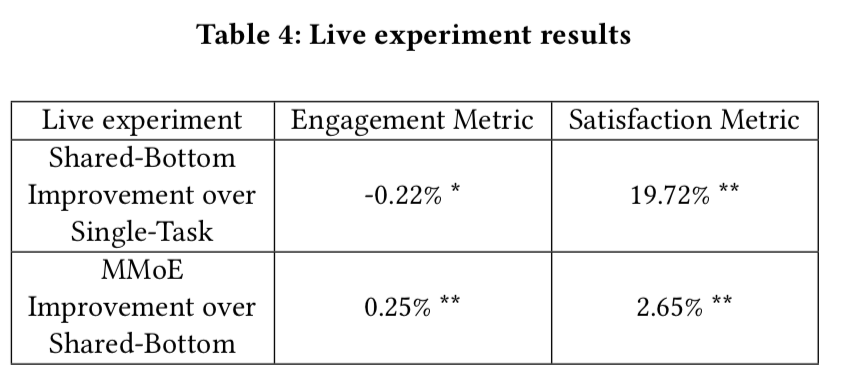 Table 4: Live experiment results
Live experiment Engagement Metric Satisfaction Metric
Shared-Bottom
Improvement over -0.22% * 19.72% **
Single-Task
MMoE
Improvement over 0.25% ** 2.65% **
Shared-Bottom